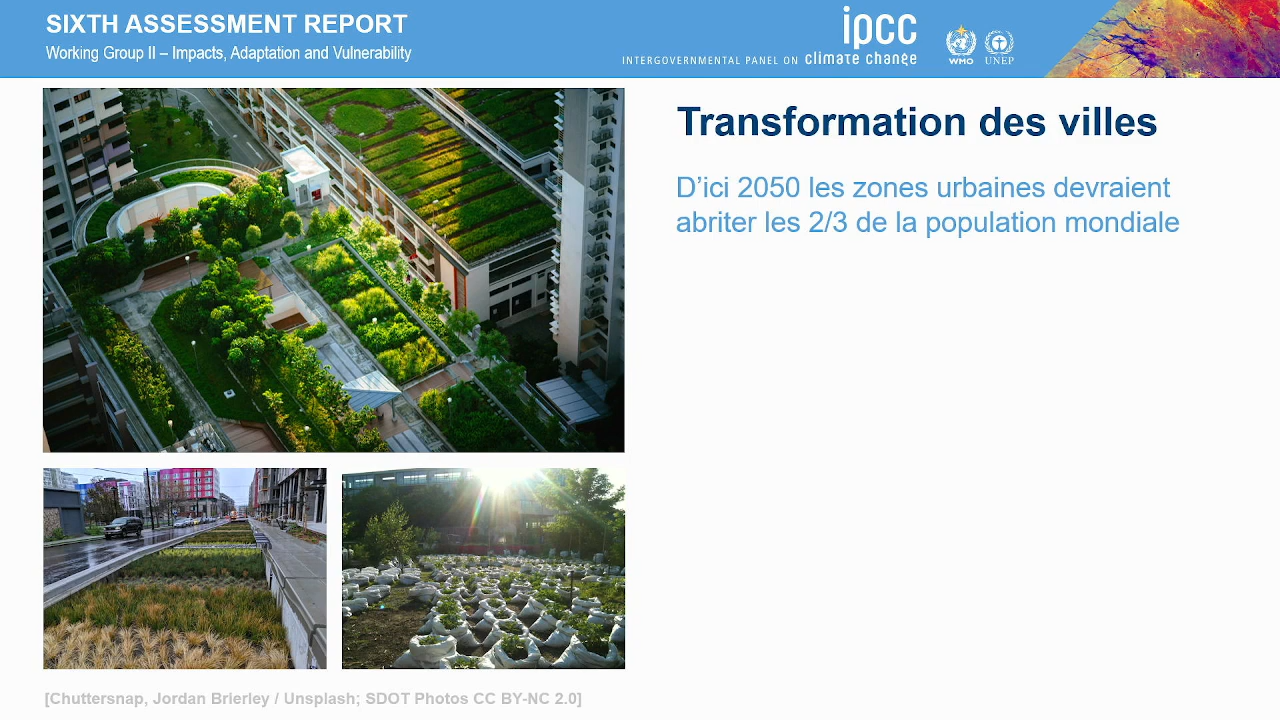 SIXTH ASSESSMENT REPORT
Working Group II – Impacts, Adaptation and Vulnerability
ipcc
INTERGOVERNMENTAL PANEL ON climate change
WMO
UNEP
Transformation des villes
D’ici 2050 les zones urbaines devraient
abriter les 2/3 de la population mondiale
[Chuttersnap, Jordan Brierley / Unsplash; SDOT Photos CC BY-NC 2.0]